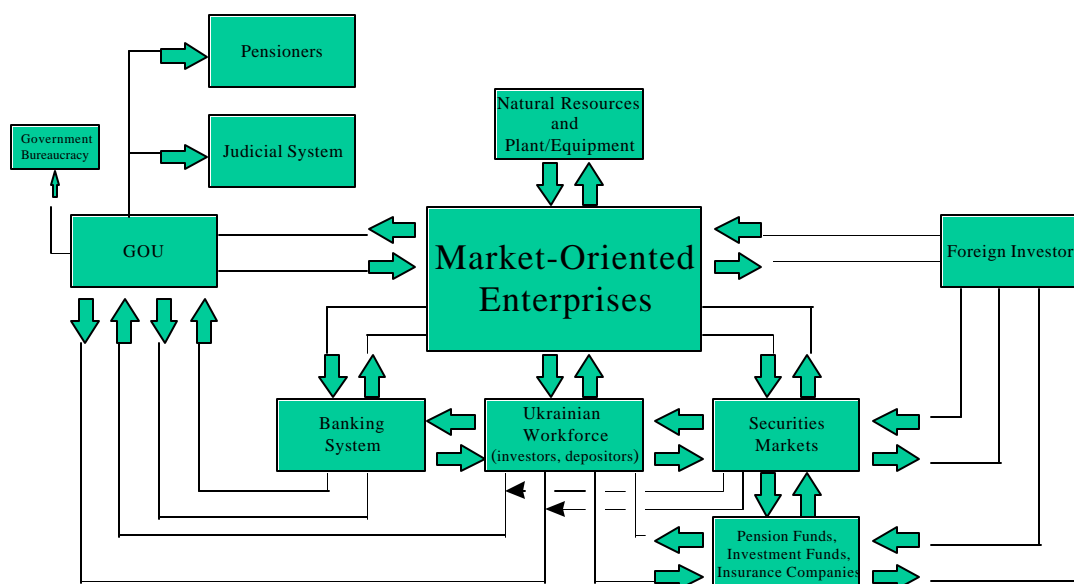 Pensioners
Natural Resources
and
Plant/Equipment
Government
Bureaucracy
Judicial System
GOU
Market-Oriented
Enterprises
Foreign Investor
Banking
System
Ukrainian
Workforce
(investors, depositors)
Securities
Markets
Pension Funds,
Investment Funds,
Insurance Companies